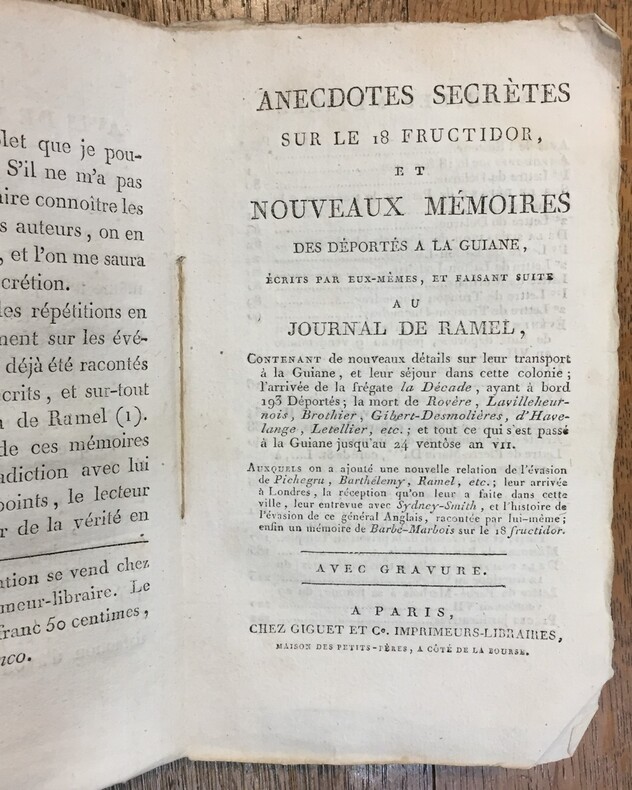 let que je pou-
S'il ne m'a pas
aire connoître les
s auteurs, on en
, et l'on me saura
crétion.
les répétitions en
ment sur les évé-
déjà été racontés
crits, et sur-tout
de Ramel (1).
de ces mémoires
adiction avec lui
points, le lecteur
r de la vérité en
ition se vend chez
meur-libraire. Le
franc 50 centimes,
ico.
ANECDOTES SECRÈTES
SUR LE 18 FRUCTIDOR,
ET
NOUVEAUX MÉMOIRES
DES DÉPORTÉS A LA GUIANE,
ÉCRITS PAR EUX-MÊMES, ET FAISANT SUITE
AU
JOURNAL DE RAMEL,
CONTENANT de nouveaux détails sur leur transport
à la Guiane, et leur séjour dans cette colonie;
l'arrivée de la frégate la Décade, ayant à bord
193 Déportés; la mort de Rovère, Lavilleheur-
nois, Brothier, Gibert-Desmolières, d'Have-
lange, Letellier, etc.; et tout ce qui s'est passé
à la Guiane jusqu'au 24 ventôse an VII.
AUXQUELS on a ajouté une nouvelle relation de l'évasion
de Pichegru, Barthélemy, Ramel, etc.; leur arrivée
à Londres, la réception qu'on leur a faite dans cette
ville, leur entrevue avec Sydney-Smith, et l'histoire de
l'évasion de ce général Anglais, racontée par lui-même;
enfin un mémoire de Barbé-Marbois sur le 18 fructidor.
AVEC GRAVURE.
A PARIS,
CHEZ GIGUET ET Cº. IMPRIMEURS-LIBRAIRES,
MAISON DES PETITS-PÈRES, A CÔTÉ DE LA BOURSE.